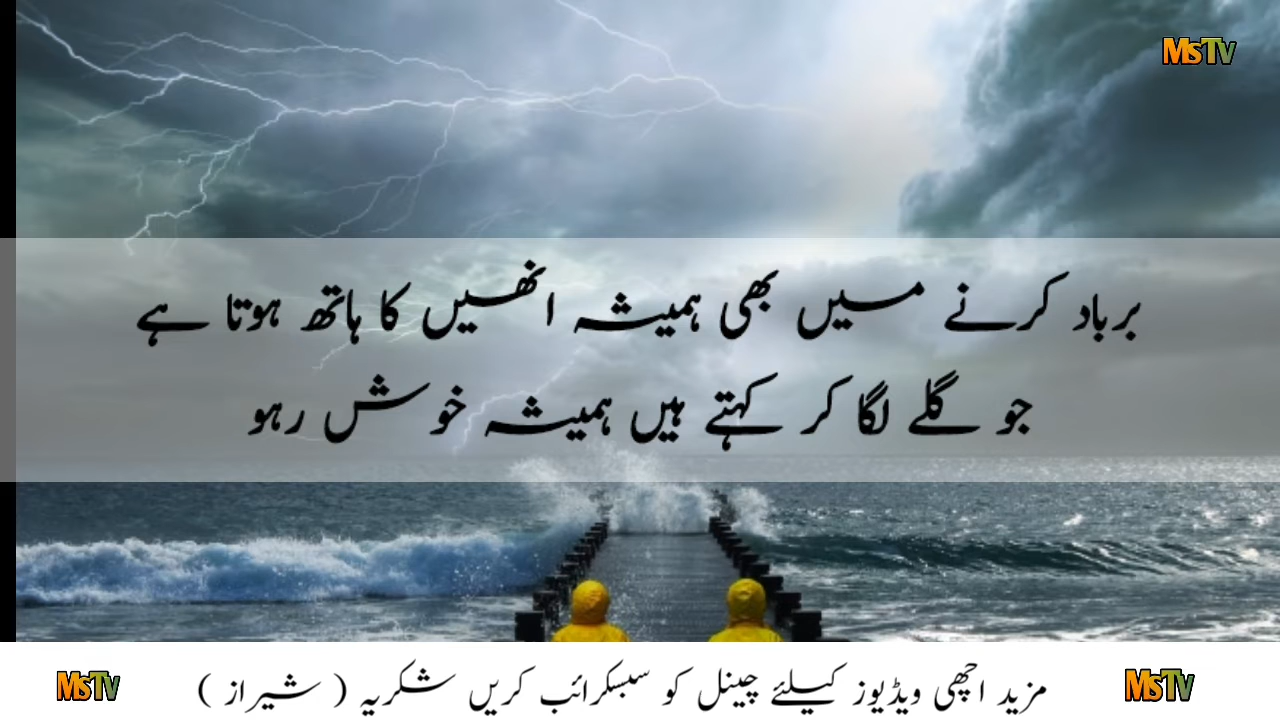 MsTv
برباد کرنے میں بھی ہمیشہ انھیں کا ہاتھ ہوتا ہے
جو گلے لگا کر کہتے ہیں ہمیشہ خوش رہو
MsTv مزید اچھی ویڈیوز کیلئے چینل کو سبسکرائب کریں شکریہ ( شیراز ) MsTv